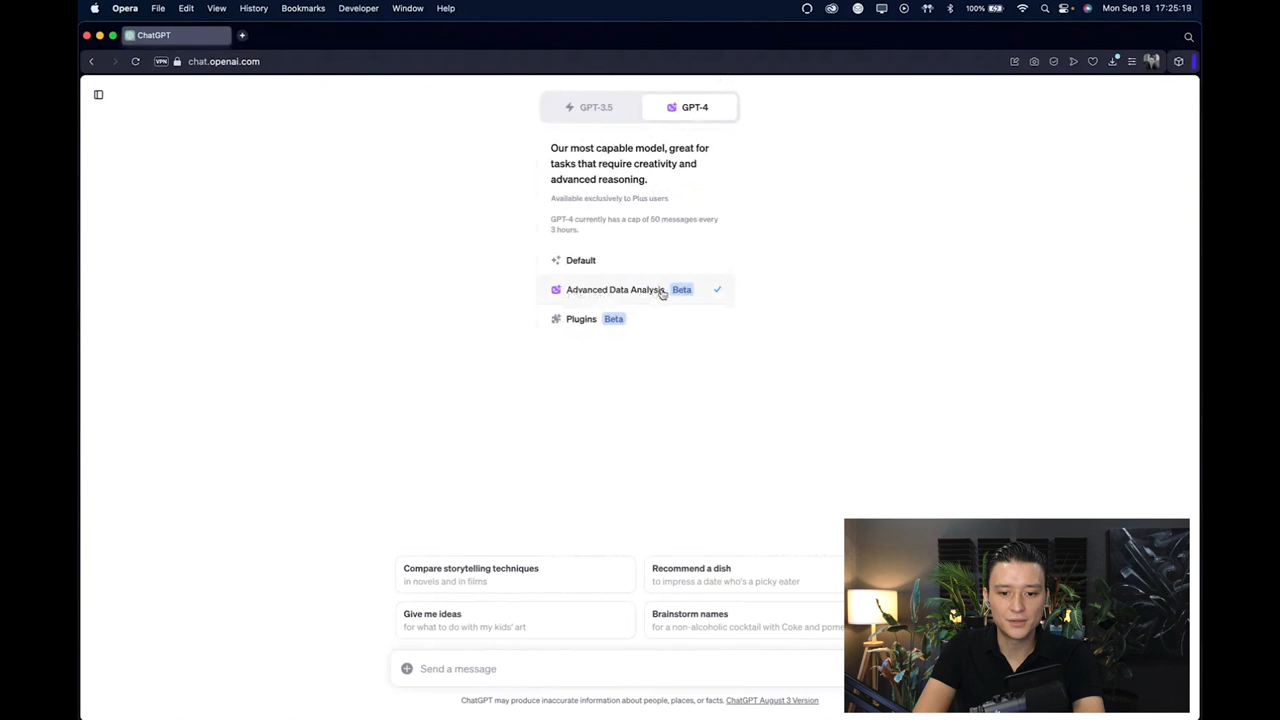 Opera File Edit View History Bookmarks Developer Window Help 100% Mon Sep 18 17:25:19
ChatGPT
VPN chat.openai.com
GPT-3.5 GPT-4
Our most capable model, great for
tasks that require creativity and
advanced reasoning.
Available exclusively to Plus users
GPT-4 currently has a cap of 50 messages every
3 hours.
Default
Advanced Data Analysis Beta
Plugins Beta
Compare storytelling techniques
in novels and in films
Recommend a dish
to impress a date who's a picky eater
Give me ideas
for what to do with my kids' art
Brainstorm names
for a non-alcoholic cocktail with Coke and pome
Send a message
ChatGPT may produce inaccurate information about people, places, or facts. ChatGPT August 3 Version